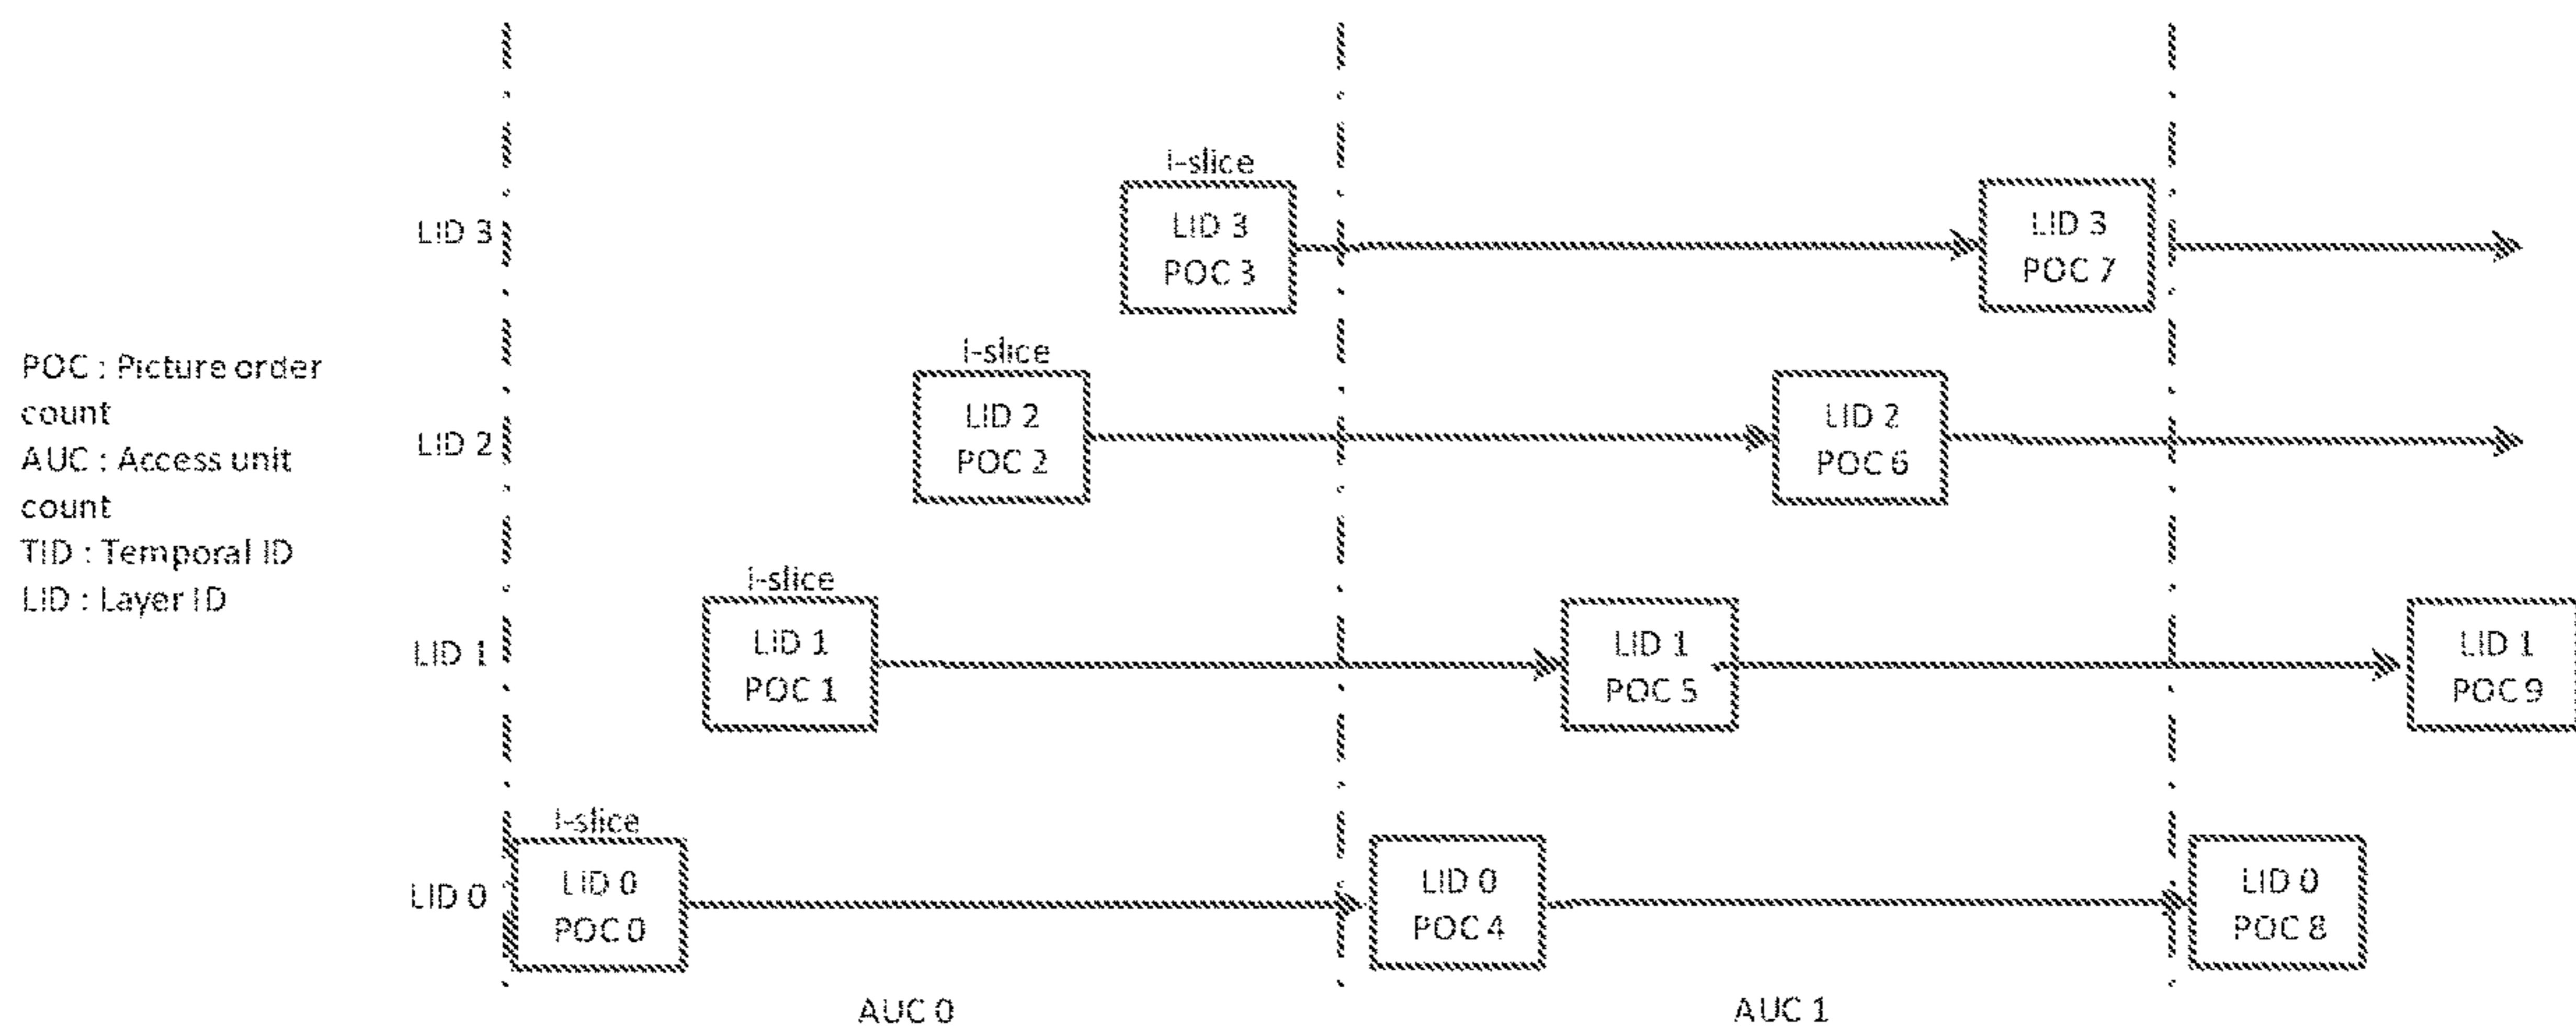 POC : Picture order
count
AUC : Access unit
count
TID : Temporal ID
LID : Layer ID
LID 3
i-slice
LID 3
POC 3
LID 3
POC 7
LID 2
i-slice
LID 2
POC 2
LID 2
POC 6
LID 1
i-slice
LID 1
POC 1
LID 1
POC 5
LID 1
POC 9
LID 0
i-slice
LID 0
POC 0
LID 0
POC 4
LID 0
POC 8
AUC 0
AUC 1